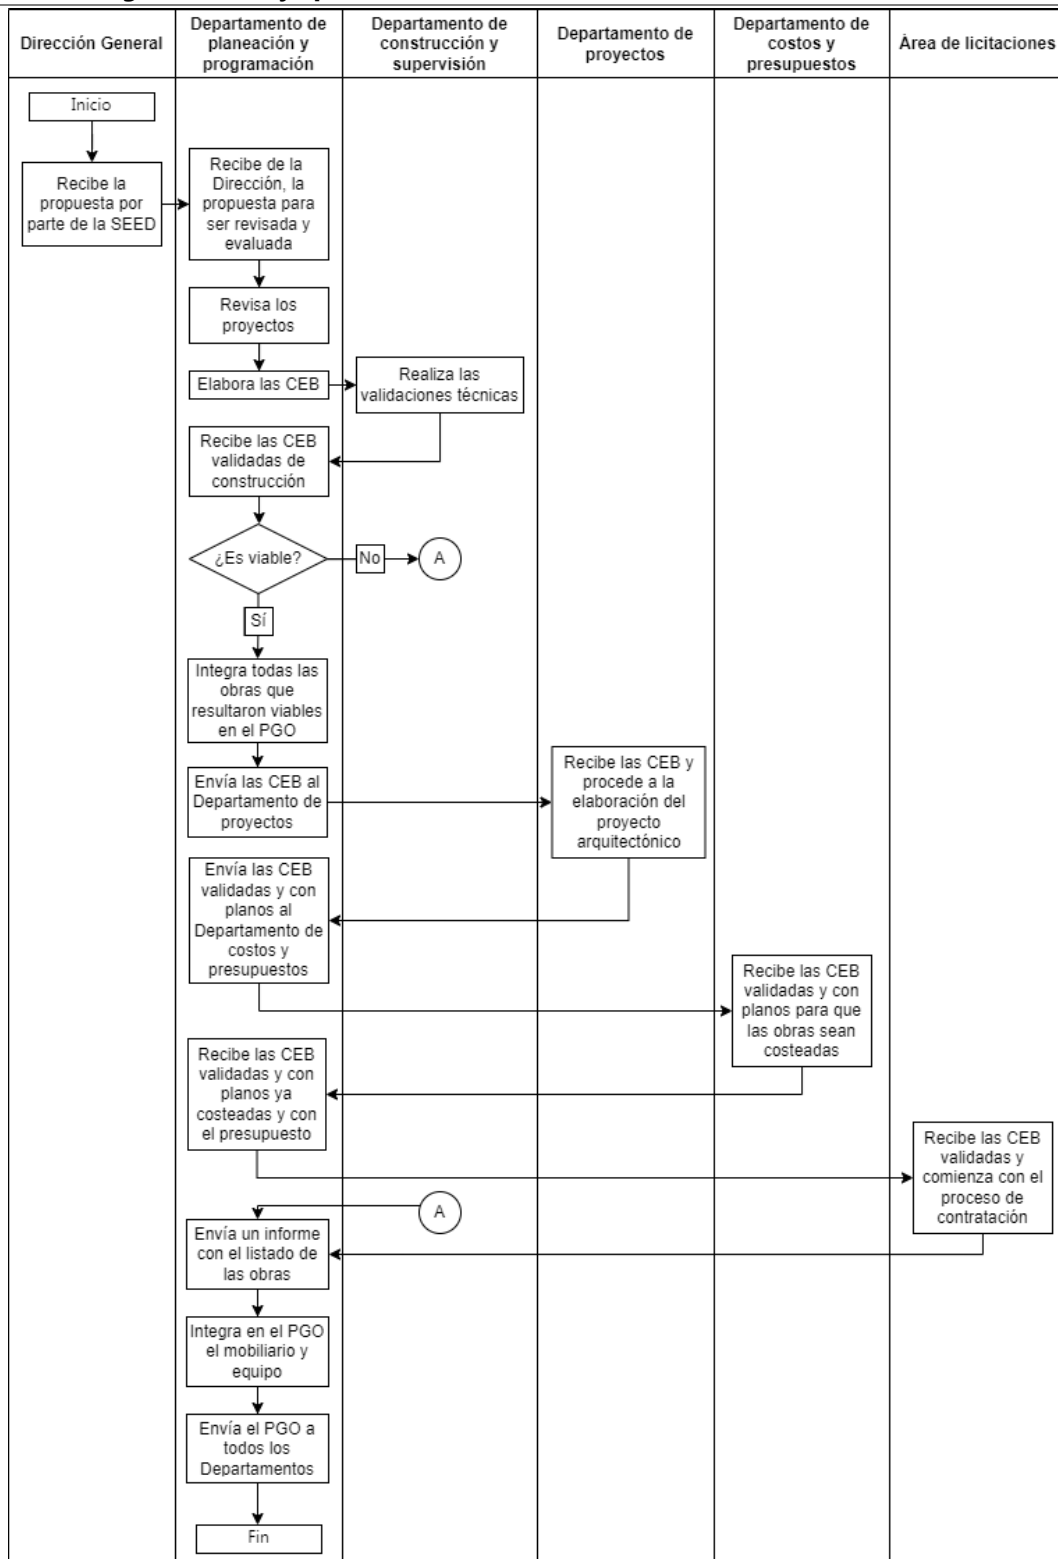 Dirección General
Departamento de
planeación y
programación
Departamento de
construcción y
supervisión
Departamento de
proyectos
Departamento de
costos y
presupuestos
Área de licitaciones
Inicio
Recibe la
propuesta por
parte de la SEED
Recibe de la
Dirección, la
propuesta para
ser revisada y
evaluada
Revisa los
proyectos
Elabora las CEB
Realiza las
validaciones técnicas
Recibe las CEB
validadas de
construcción
¿Es viable?
No
A
Sí
Integra todas las
obras que
resultaron viables
en el PGO
Envía las CEB al
Departamento de
proyectos
Recibe las CEB y
procede a la
elaboración del
proyecto
arquitectónico
Envía las CEB
validadas y con
planos al
Departamento de
costos y
presupuestos
Recibe las CEB
validadas y con
planos para que
las obras sean
costeadas
Recibe las CEB
validadas y con
planos ya
costeadas y con
el presupuesto
Recibe las CEB
validadas y
comienza con el
proceso de
contratación
A
Envía un informe
con el listado de
las obras
Integra en el PGO
el mobiliario y
equipo
Envía el PGO a
todos los
Departamentos
Fin